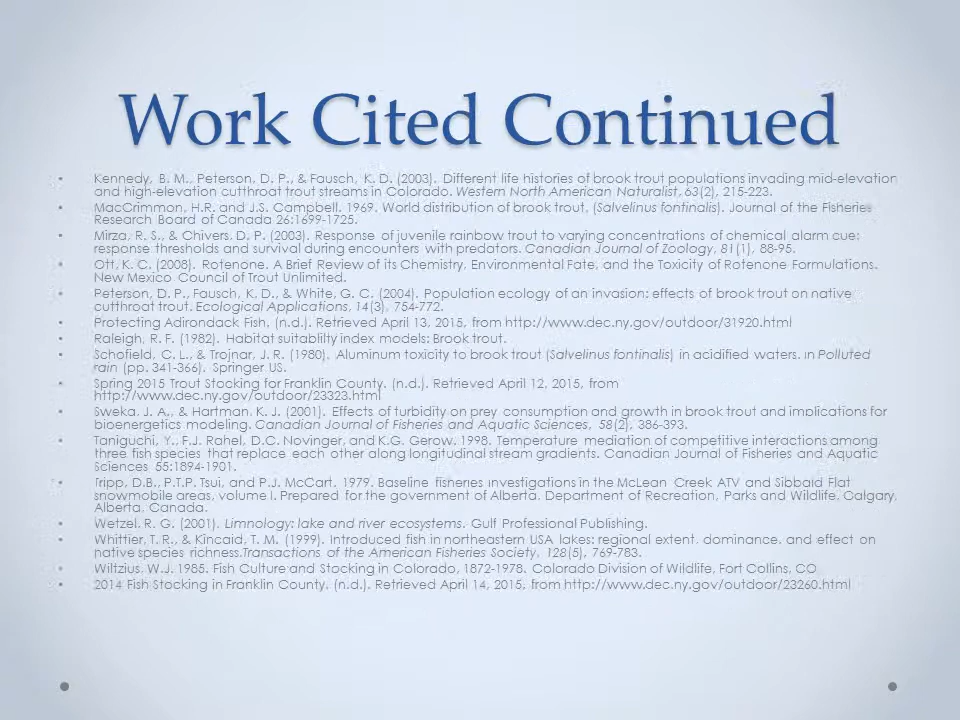 Work Cited Continued
• Kennedy, B. M., Peterson, D. P., & Fausch, K. D. (2003). Different life histories of brook trout populations invading mid-elevation
and high-elevation cutthroat trout streams in Colorado. Western North American Naturalist, 63(2), 215-223.
• MacCrimmon, H.R. and J.S. Campbell. 1969. World distribution of brook trout, (Salvelinus fontinalis). Journal of the Fisheries
Research Board of Canada 26:1699-1725.
• Mirza, R. S., & Chivers, D. P. (2003). Response of juvenile rainbow trout to varying concentrations of chemical alarm cue:
response thresholds and survival during encounters with predators. Canadian Journal of Zoology, 81(1), 88-95.
• Ott, K. C. (2008). Rotenone. A Brief Review of its Chemistry, Environmental Fate, and the Toxicity of Rotenone Formulations.
New Mexico Council of Trout Unlimited.
• Peterson, D. P., Fausch, K. D., & White, G. C. (2004). Population ecology of an invasion: effects of brook trout on native
cutthroat trout. Ecological Applications, 14(3), 754-772.
• Protecting Adirondack Fish. (n.d.). Retrieved April 13, 2015, from http://www.dec.ny.gov/outdoor/31920.html
• Raleigh, R. F. (1982). Habitat suitablilty index models: Brook trout.
• Schofield, C. L., & Trojnar, J. R. (1980). Aluminum toxicity to brook trout (Salvelinus fontinalis) in acidified waters. In Polluted
rain (pp. 341-366). Springer US.
• Spring 2015 Trout Stocking for Franklin County. (n.d.). Retrieved April 12, 2015, from
http://www.dec.ny.gov/outdoor/23323.html
• Sweka, J. A., & Hartman, K. J. (2001). Effects of turbidity on prey consumption and growth in brook trout and implications for
bioenergetics modeling. Canadian Journal of Fisheries and Aquatic Sciences, 58(2), 386-393.
• Taniguchi, Y., F.J. Rahel, D.C. Novinger, and K.G. Gerow. 1998. Temperature mediation of competitive interactions among
three fish species that replace each other along longitudinal stream gradients. Canadian Journal of Fisheries and Aquatic
Sciences 55:1894-1901.
• Tripp, D.B., P.T.P. Tsui, and P.J. McCart. 1979. Baseline fisheries investigations in the McLean Creek ATV and Sibbald Flat
snowmobile areas, volume I. Prepared for the government of Alberta. Department of Recreation, Parks and Wildlife. Calgary,
Alberta, Canada.
• Wetzel, R. G. (2001). Limnology: lake and river ecosystems. Gulf Professional Publishing.
• Whittier, T. R., & Kincaid, T. M. (1999). Introduced fish in northeastern USA lakes: regional extent, dominance, and effect on
native species richness.Transactions of the American Fisheries Society, 128(5), 769-783.
• Wiltzius, W.J. 1985. Fish Culture and Stocking in Colorado, 1872-1978. Colorado Division of Wildlife, Fort Collins, CO
• 2014 Fish Stocking in Franklin County. (n.d.). Retrieved April 14, 2015, from http://www.dec.ny.gov/outdoor/23260.html